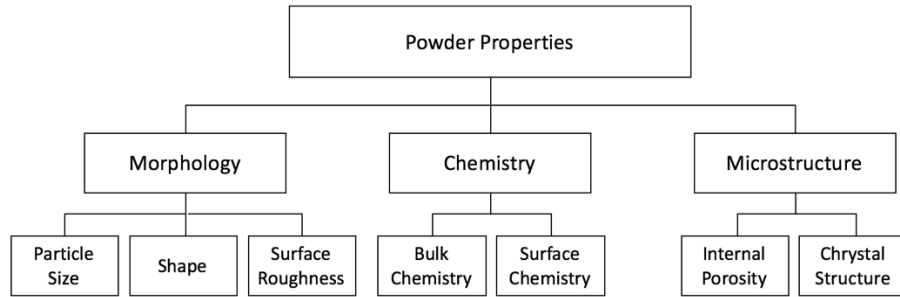 Powder Properties
Morphology
Chemistry
Microstructure
Particle
Size
Shape
Surface
Roughness
Bulk
Chemistry
Surface
Chemistry
Internal
Porosity
Chrystal
Structure